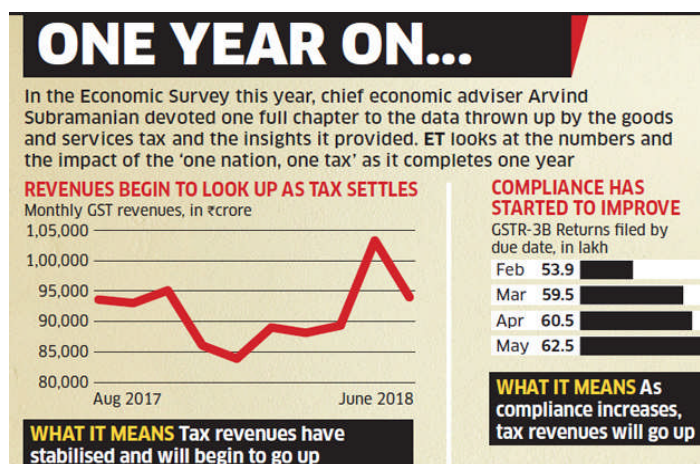 ONE YEAR ON...
In the Economic Survey this year, chief economic adviser Arvind
Subramanian devoted one full chapter to the data thrown up by the goods
and services tax and the insights it provided. ET looks at the numbers and
the impact of the ‘one nation, one tax’ as it completes one year
REVENUES BEGIN TO LOOK UP AS TAX SETTLES
Monthly GST revenues, in ₹crore
1,05,000
1,00,000
95,000
90,000
85,000
80,000
Aug 2017 June 2018
WHAT IT MEANS Tax revenues have
stabilised and will begin to go up
COMPLIANCE HAS
STARTED TO IMPROVE
GSTR-3B Returns filed by
due date, in lakh
Feb 53.9
Mar 59.5
Apr 60.5
May 62.5
WHAT IT MEANS As
compliance increases,
tax revenues will go up